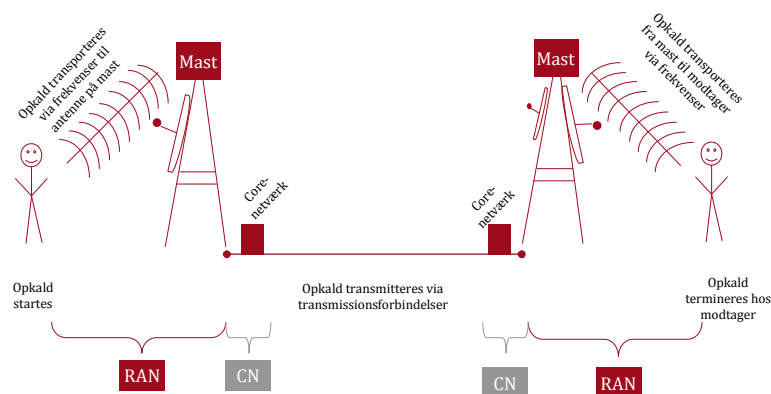 Opkald transporteres
via frekvenser til
antenne på mast
Mast
Mast
Opkald transporteres
fra mast til modtager
via frekvenser
Core-
netværk
Core-
netværk
Opkald
startes
Opkald transmitteres via
transmissionsforbindelser
Opkald
termineres hos
modtager
RAN
CN
CN
RAN